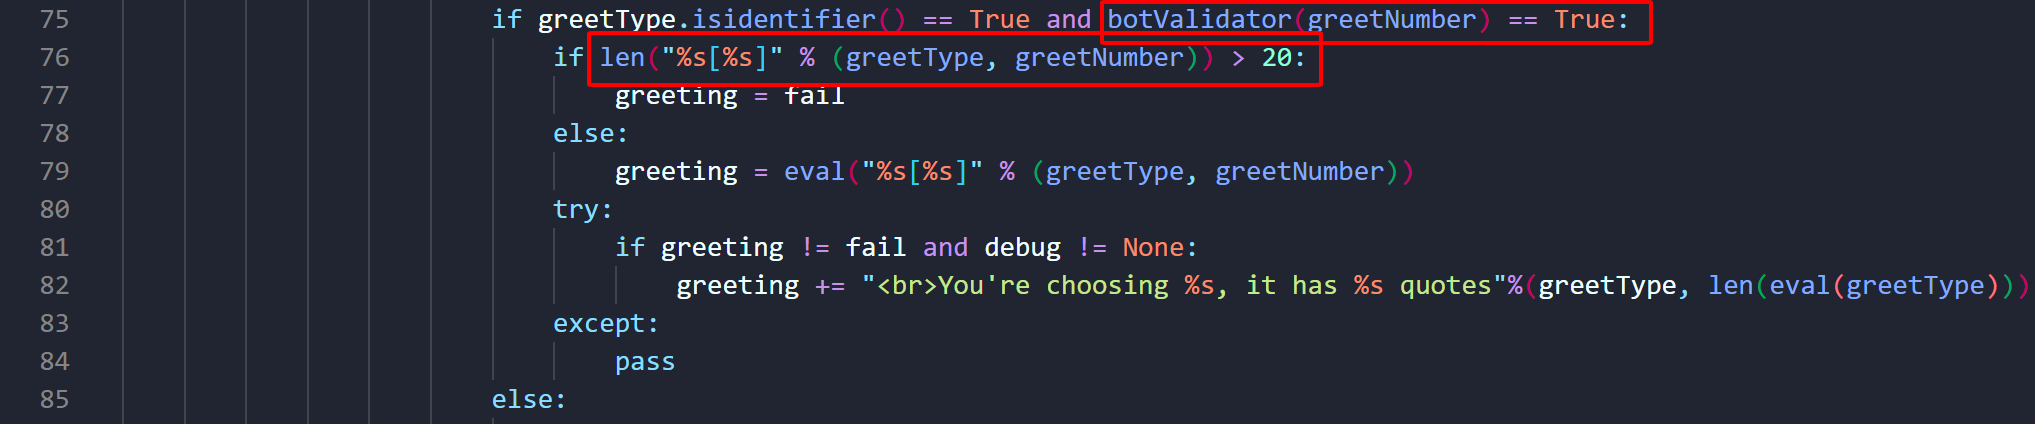 75 if greetType.isidentifier() == True and botValidator(greetNumber) == True:
76 if len("%s[%s]" % (greetType, greetNumber)) > 20:
77 greeting = fail
78 else:
79 greeting = eval("%s[%s]" % (greetType, greetNumber))
80 try:
81 if greeting != fail and debug != None:
82 greeting += "<br>You're choosing %s, it has %s quotes"%(greetType, len(eval(greetType)))
83 except:
84 pass
85 else: